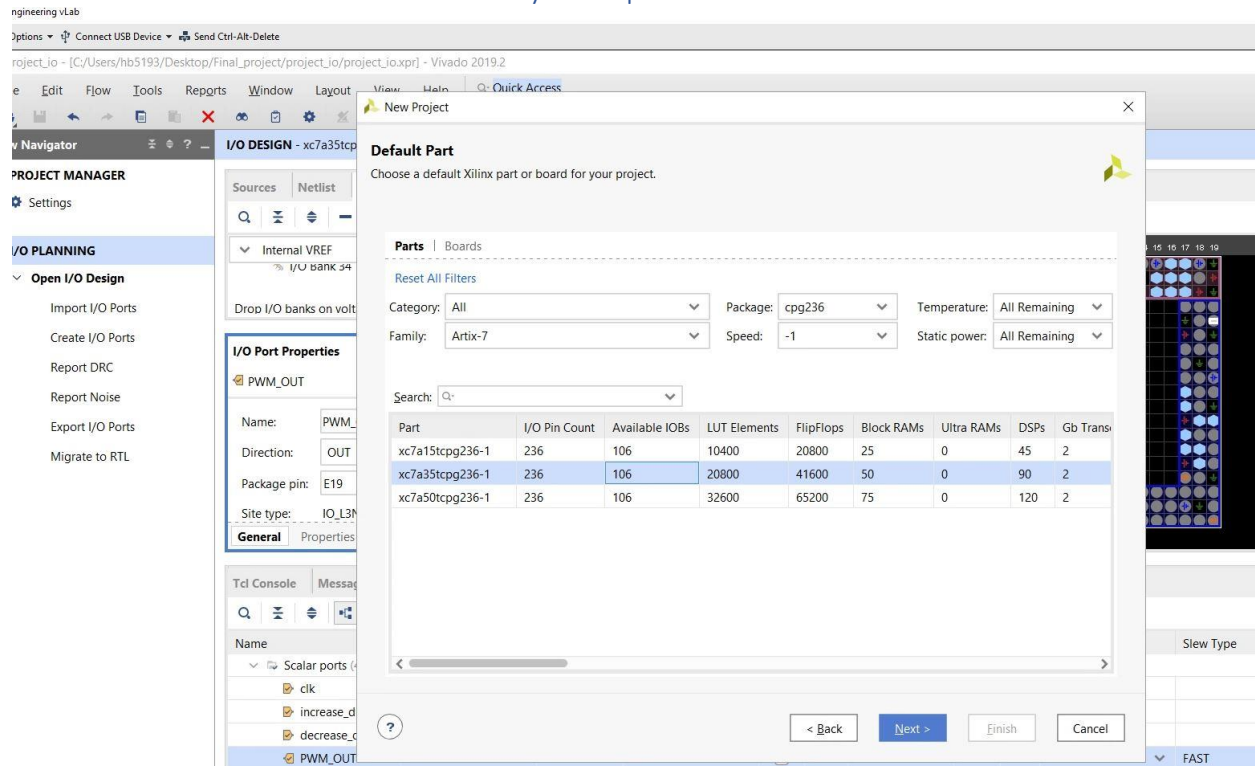 ngineering vLab
Options Connect USB Device Send Ctrl-Alt-Delete
roject_io - [C:/Users/hb5193/Desktop/Final_project/project_io/project_io.xpr] - Vivado 2019.2
e Edit Flow Tools Reports Window Layout View Help Quick Access
w Navigator
PROJECT MANAGER
Settings
I/O PLANNING
Open I/O Design
Import I/O Ports
Create I/O Ports
Report DRC
Report Noise
Export I/O Ports
Migrate to RTL
I/O DESIGN - xc7a35tcp
Sources Netlist
Internal VREF
I/O Bank 34
Drop I/O banks on volt
I/O Port Properties
PWM_OUT
Name: PWM_
Direction: OUT
Package pin: E19
Site type: IO_L3N
General Properties
Tcl Console Messag
Name
Scalar ports (4
clk
increase_d
decrease_d
PWM_OUT
New Project
Default Part
Choose a default Xilinx part or board for your project.
Parts | Boards
Reset All Filters
Category: All Package: cpg236 Temperature: All Remaining
Family: Artix-7 Speed: -1 Static power: All Remaining
Search:
Part I/O Pin Count Available IOBs LUT Elements FlipFlops Block RAMs Ultra RAMs DSPs Gb Trans
xc7a15tcpg236-1 236 106 10400 20800 25 0 45 2
xc7a35tcpg236-1 236 106 20800 41600 50 0 90 2
xc7a50tcpg236-1 236 106 32600 65200 75 0 120 2
? < Back Next > Finish Cancel
15 16 17 18 19
Slew Type
FAST